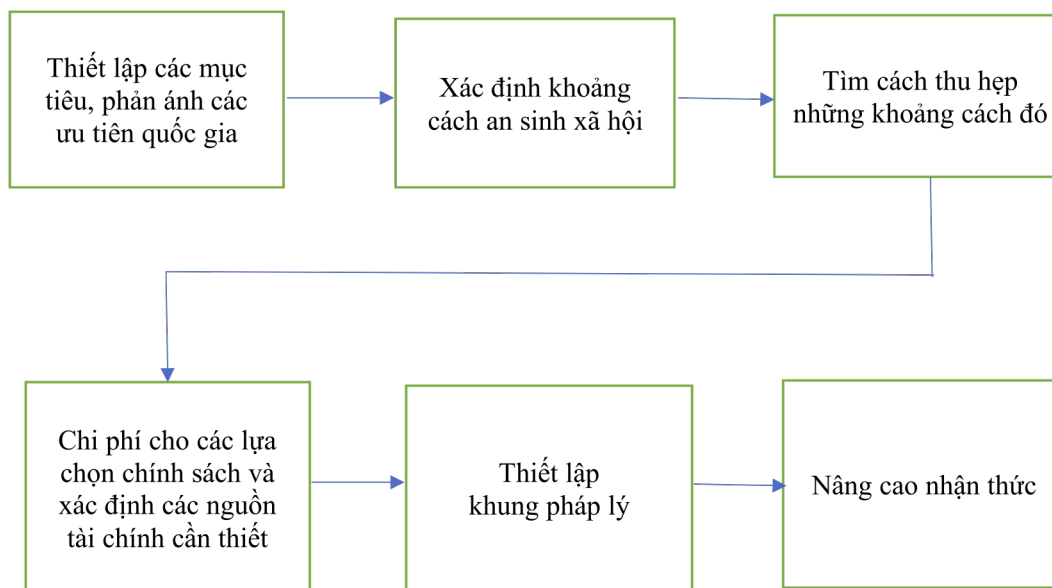 Thiết lập các mục
tiêu, phản ánh các
ưu tiên quốc gia
Xác định khoảng
cách an sinh xã hội
Tìm cách thu hẹp
những khoảng cách đó
Chi phí cho các lựa
chọn chính sách và
xác định các nguồn
tài chính cần thiết
Thiết lập
khung pháp lý
Nâng cao nhận thức